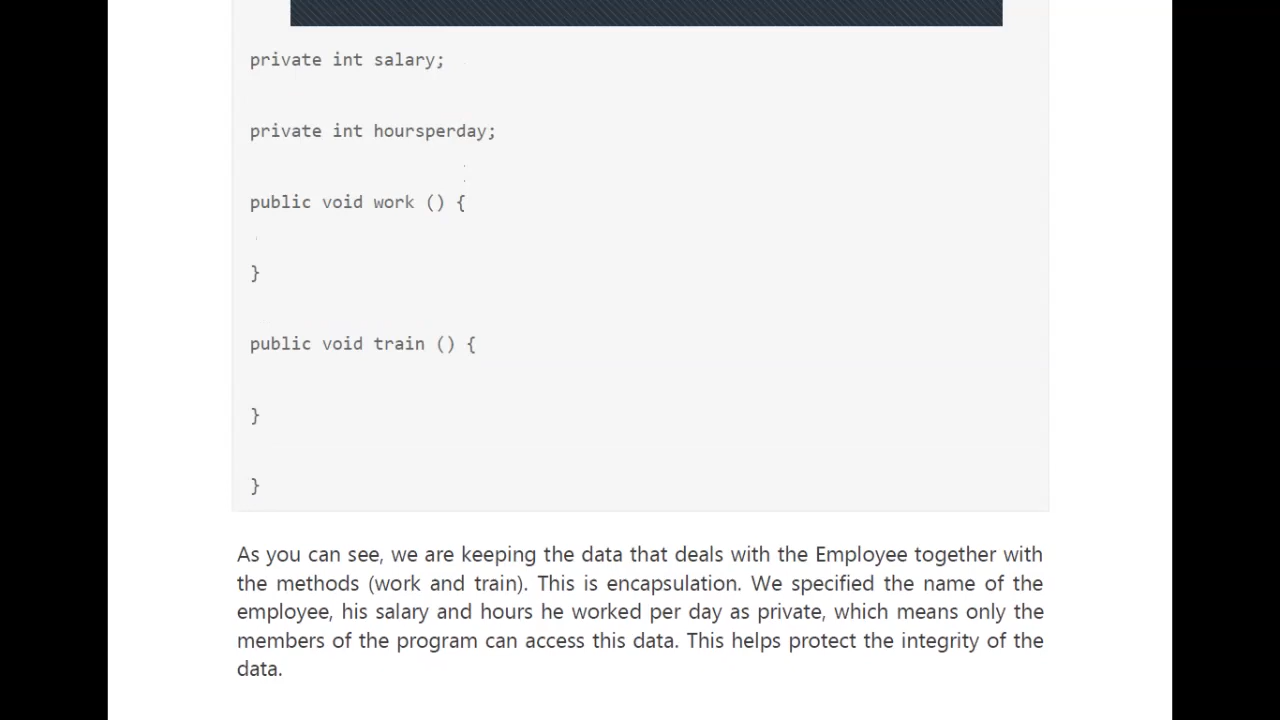 private int salary;
private int hoursperday;
public void work () {
}
public void train () {
}
}
As you can see, we are keeping the data that deals with the Employee together with
the methods (work and train). This is encapsulation. We specified the name of the
employee, his salary and hours he worked per day as private, which means only the
members of the program can access this data. This helps protect the integrity of the
data.